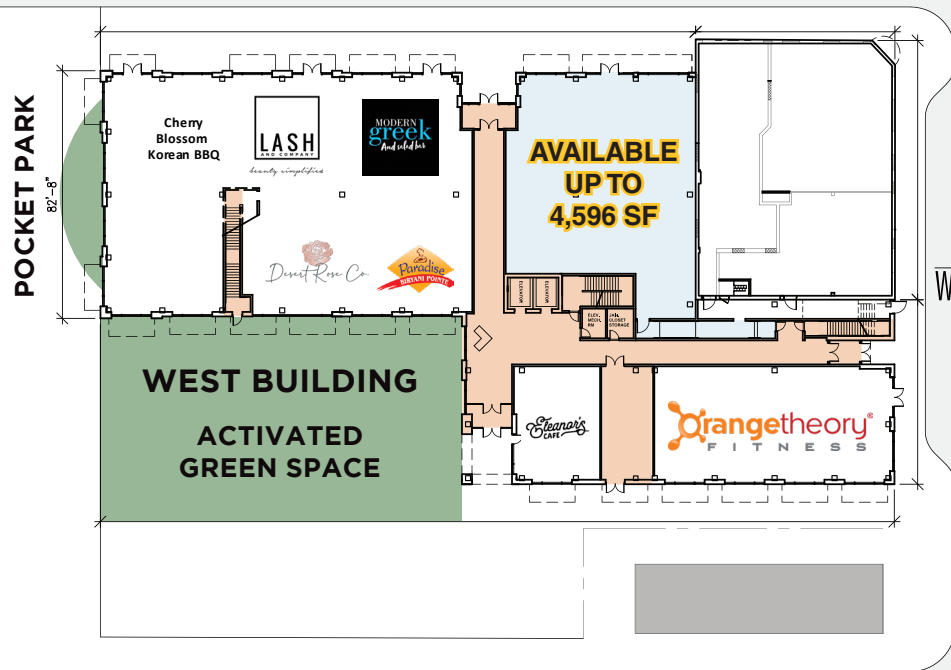 POCKET PARK
82'-8"
Cherry
Blossom
Korean BBQ
LASH
AND COMPANY
beauty simplified
MODERN
greek
And salad bar
AVAILABLE
UP TO
4,596 SF
Desert Rose Co.
Paradise
BIRYANI POINTE
ELEVATOR
ELEVATOR
ELEV.
MECH.
RM
JAN.
CLOSET
STORAGE
W
WEST BUILDING
ACTIVATED
GREEN SPACE
Eleanor's
CAFE
Orangetheory®
FITNESS